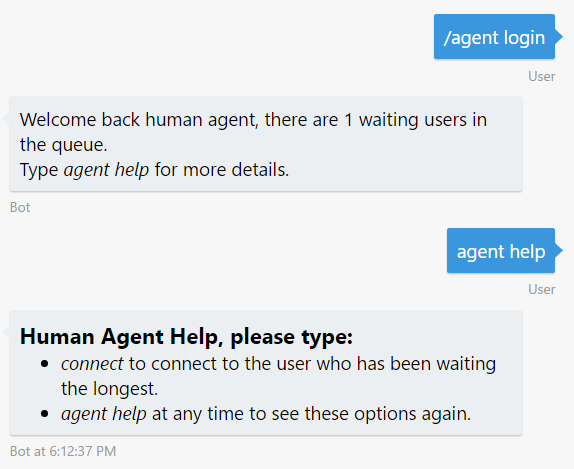 /agent login
User
Welcome back human agent, there are 1 waiting users in
the queue.
Type agent help for more details.
Bot
agent help
User
Human Agent Help, please type:
• connect to connect to the user who has been waiting
the longest.
• agent help at any time to see these options again.
Bot at 6:12:37 PM